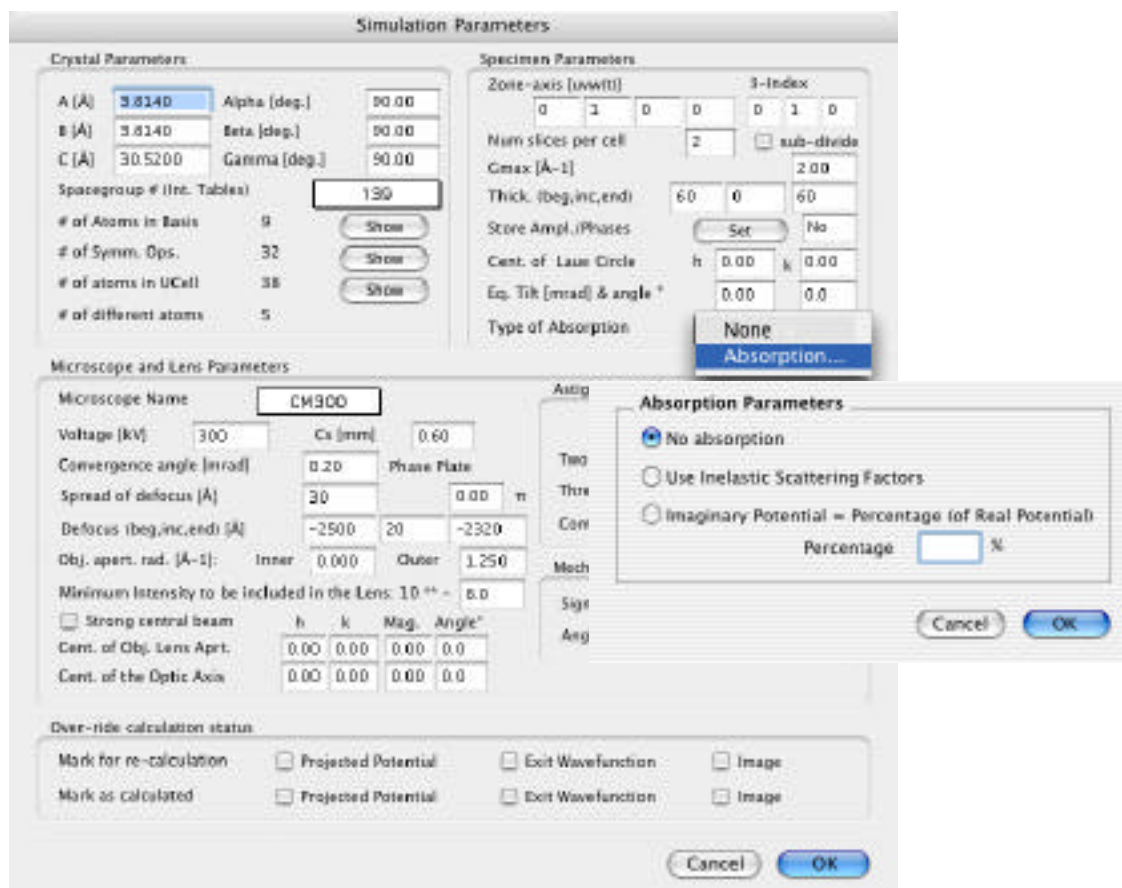 Simulation Parameters
Crystal Parameters
A [Å] 3.8140 Alpha [deg.] 90.00
B [Å] 3.8140 Beta [deg.] 90.00
C [Å] 30.5200 Gamma [deg.] 90.00
Spacegroup # (Int. Tables) 139
# of Atoms in Basis 9 Show
# of Symm. Ops. 32 Show
# of atoms in UCell 38 Show
# of different atoms 5
Specimen Parameters
Zone-axis [uvw(t)] 3-Index
0 1 0 0 0 1 0
Num slices per cell 2 sub-divide
Gmax [Å-1] 2.00
Thick. (beg,inc,end) 60 0 60
Store Ampl./Phases Set No
Cent. of Laue Circle h 0.00 k 0.00
Eq. Tilt [mrad] & angle ° 0.00 0.0
Type of Absorption None
Absorption....
Microscope and Lens Parameters
Microscope Name CM300
Voltage [kV] 300 Cs [mm] 0.60
Convergence angle [mrad] 0.20 Phase Plate
Spread of defocus [Å] 30 0.00 π
Defocus (beg,inc,end) [Å] -2500 20 -2320
Obj. apert. rad. [Å-1]: Inner 0.000 Outer 1.250
Minimum Intensity to be included in the Lens: 10 ** -
Strong central beam h k Mag. Angle°
Cent. of Obj. Lens Aprt. 0.00 0.00 0.00 0.0
Cent. of the Optic Axis 0.00 0.00 0.00 0.0
Astig
Two
Thre
Com
Mech
Sign
Ang
Absorption Parameters
No absorption
Use Inelastic Scattering Factors
Imaginary Potential = Percentage (of Real Potential)
Percentage %
Cancel OK
Over-ride calculation status
Mark for re-calculation Projected Potential Exit Wavefunction Image
Mark as calculated Projected Potential Exit Wavefunction Image
Cancel OK